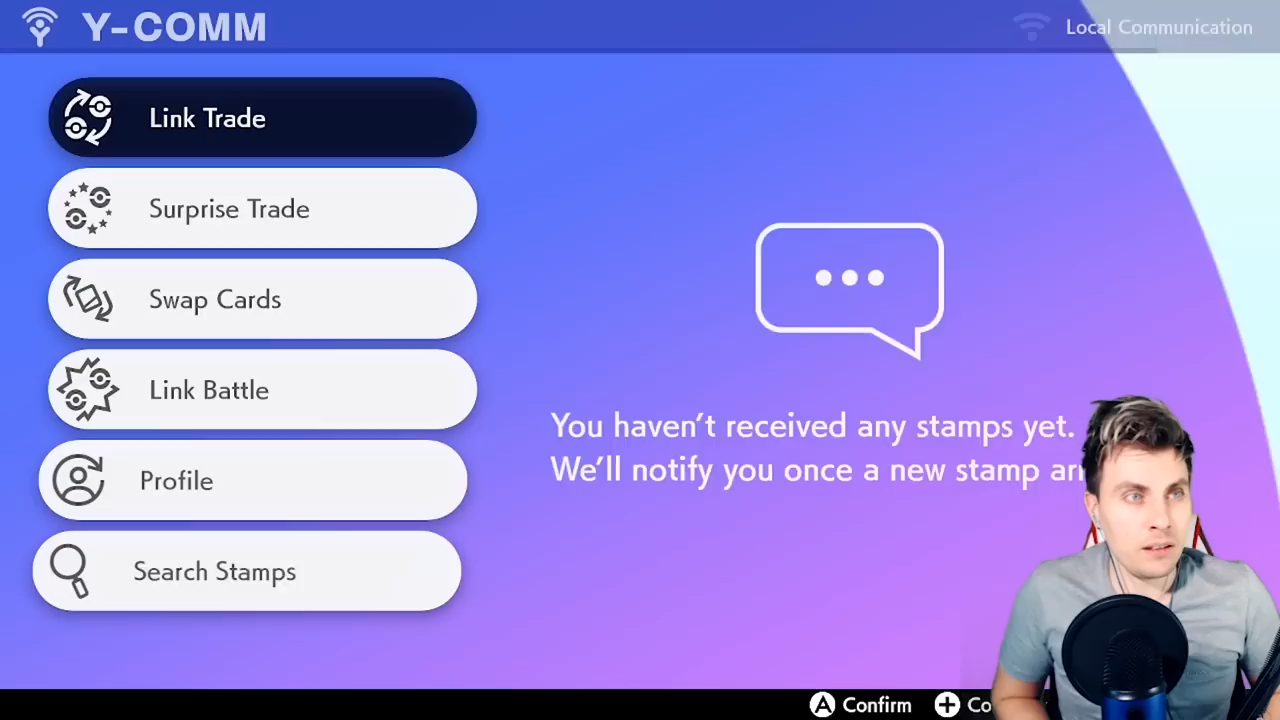 Y-COMM
Local Communication
Link Trade
Surprise Trade
Swap Cards
Link Battle
Profile
Search Stamps
You haven't received any stamps yet.
We'll notify you once a new stamp
A Confirm